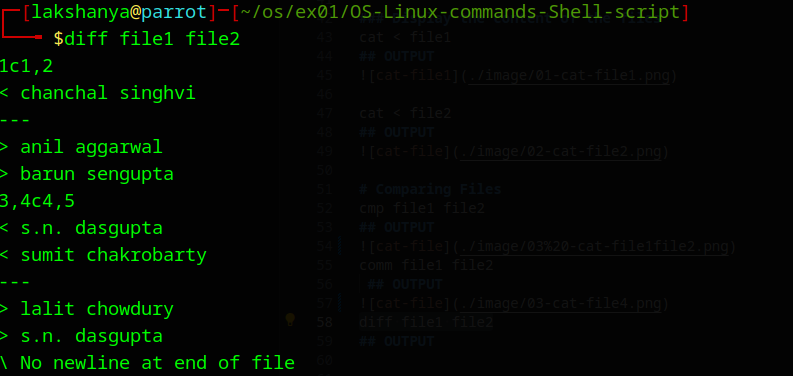 ┌─[lakshanya@parrot]─[~/os/ex01/OS-Linux-commands-Shell-script]
└──╼ $diff file1 file2
1c1,2
< chanchal singhvi
---
> anil aggarwal
> barun sengupta
3,4c4,5
< s.n. dasgupta
< sumit chakrobarty
---
> lalit chowdury
> s.n. dasgupta
\ No newline at end of file
43 cat < file1
44 ## OUTPUT
45 ![cat-file1](./image/01-cat-file1.png)
46
47 cat < file2
48 ## OUTPUT
49 ![cat-file](./image/02-cat-file2.png)
50
51 # Comparing Files
52 cmp file1 file2
53 ## OUTPUT
54 ![cat-file](./image/03%20-cat-file1file2.png)
55 comm file1 file2
56 ## OUTPUT
57 ![cat-file](./image/03-cat-file4.png)
58 diff file1 file2
59 ## OUTPUT
60